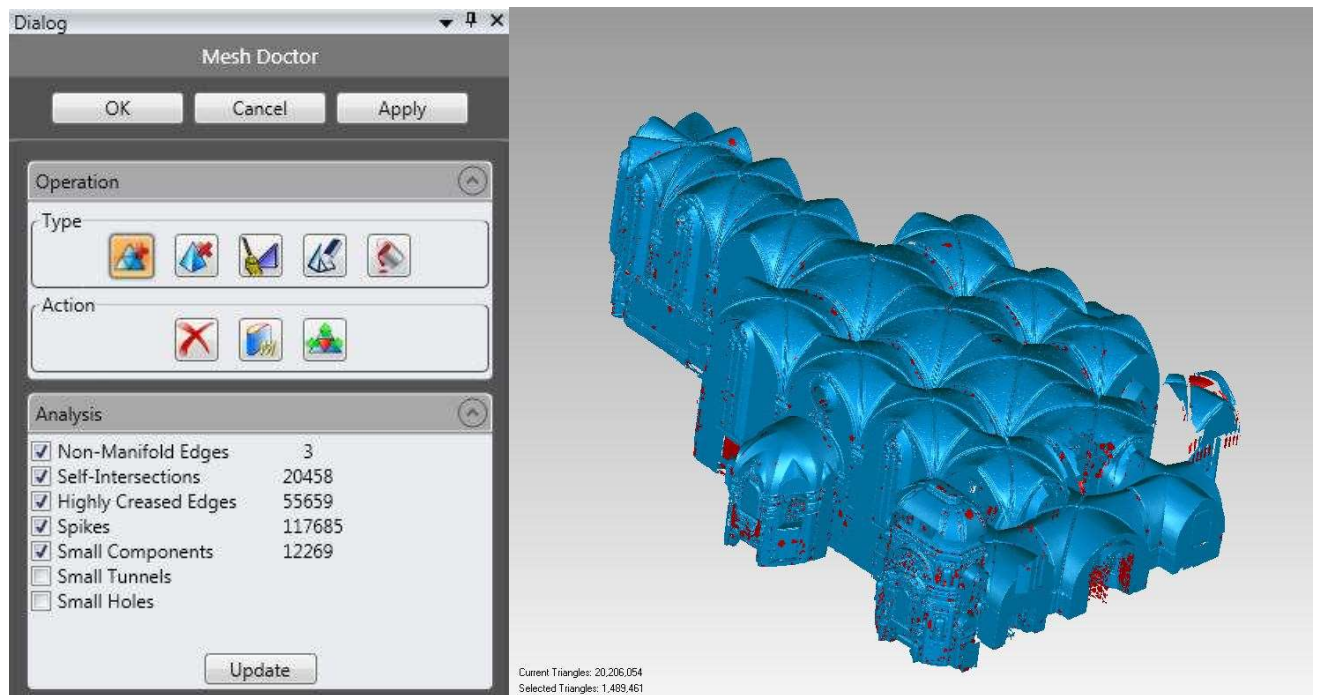 Dialog
Mesh Doctor
OK Cancel Apply
Operation
Type
Action
Analysis
Non-Manifold Edges 3
Self-Intersections 20458
Highly Creased Edges 55659
Spikes 117685
Small Components 12269
Small Tunnels
Small Holes
Update
Current Triangles: 20,206,054
Selected Triangles: 1,489,461